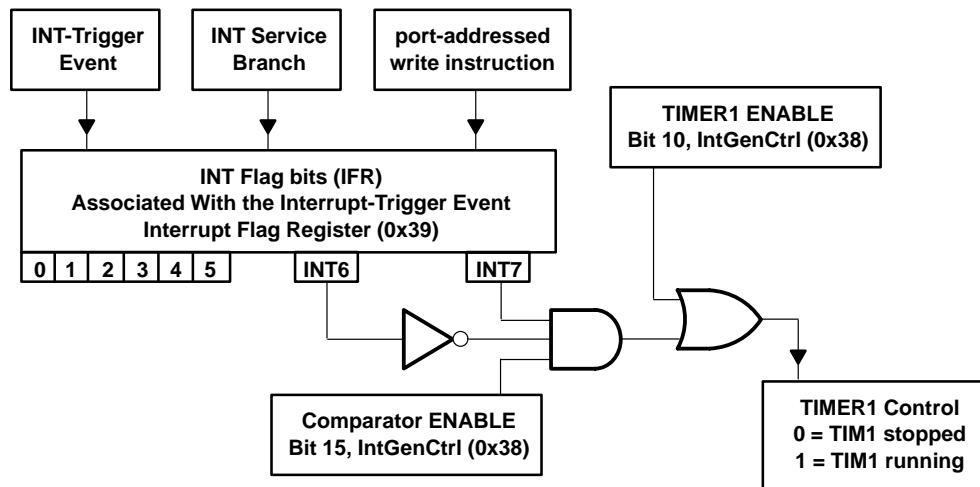 INT-Trigger
Event
INT Service
Branch
port-addressed
write instruction
TIMER1 ENABLE
Bit 10, IntGenCtrl (0x38)
INT Flag bits (IFR)
Associated With the Interrupt-Trigger Event
Interrupt Flag Register (0x39)
0 1 2 3 4 5 INT6 INT7
Comparator ENABLE
Bit 15, IntGenCtrl (0x38)
TIMER1 Control
0 = TIM1 stopped
1 = TIM1 running